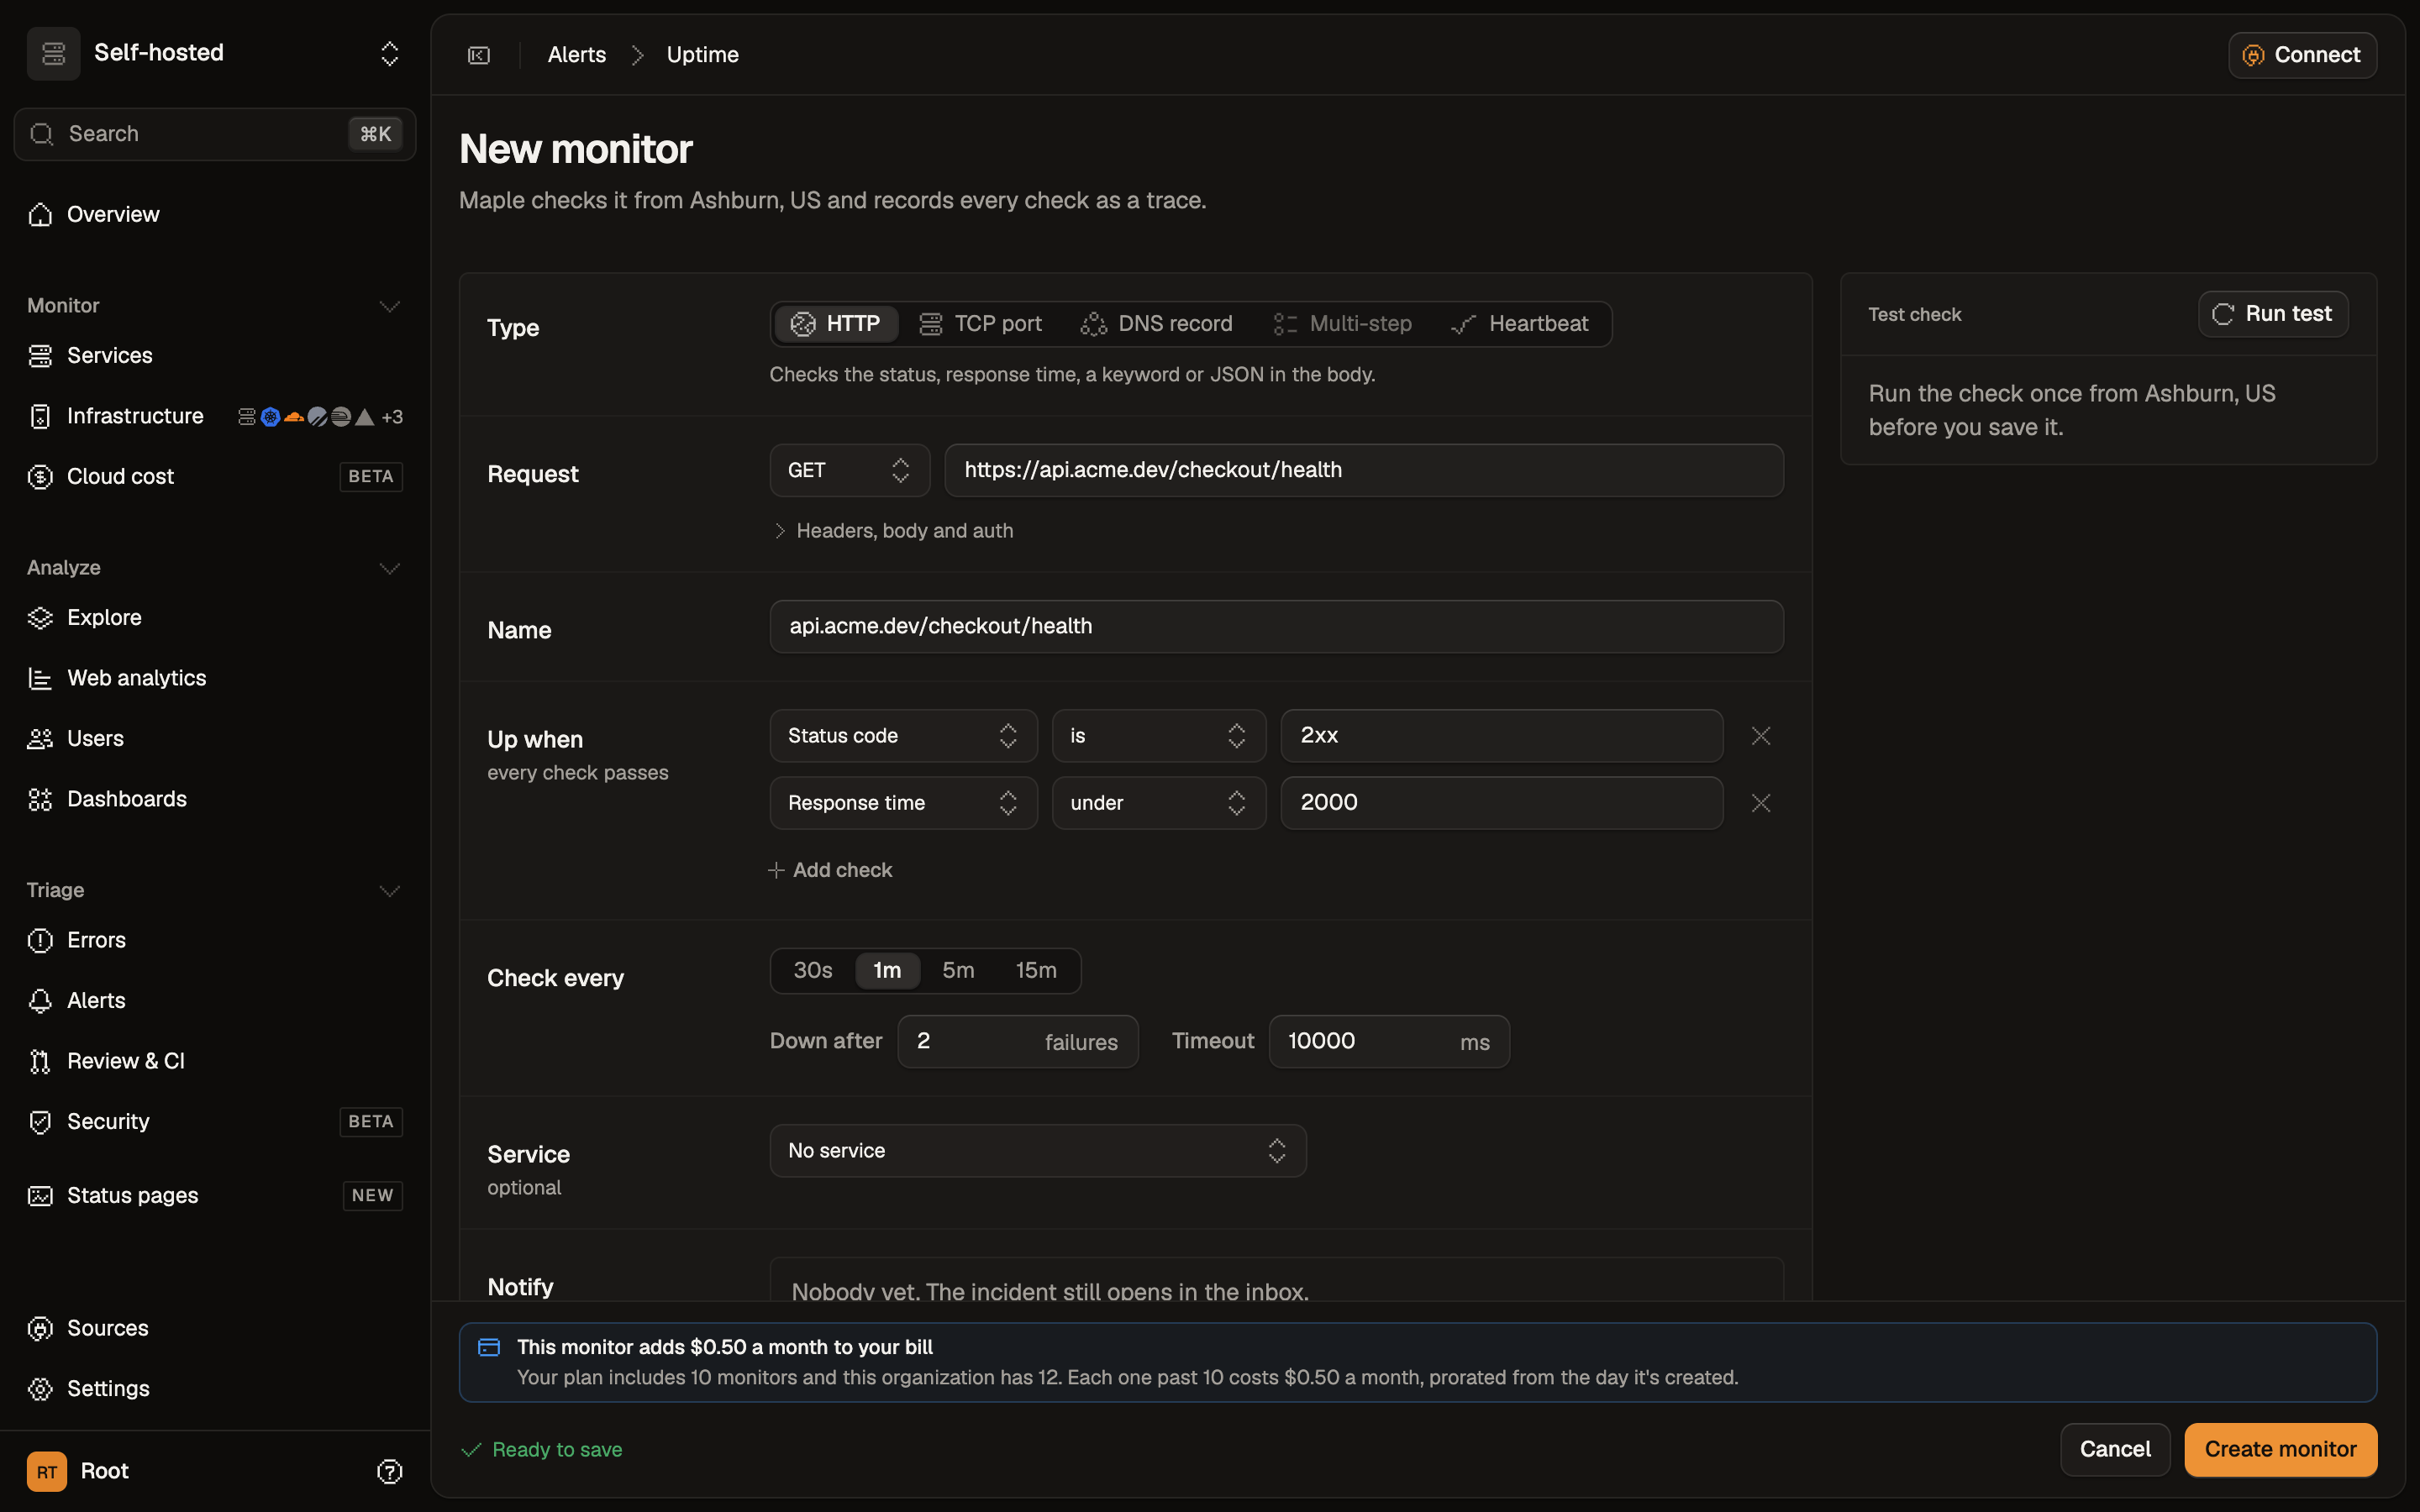 Self-hosted
Search
⌘K
Overview
Monitor
Services
Infrastructure
+3
Cloud cost
BETA
Analyze
Explore
Web analytics
Users
Dashboards
Triage
Errors
Alerts
Review & CI
Security
BETA
Status pages
NEW
Sources
Settings
RT
Root
Alerts
Uptime
Connect
New monitor
Maple checks it from Ashburn, US and records every check as a trace.
Type
HTTP
TCP port
DNS record
Multi-step
Heartbeat
Checks the status, response time, a keyword or JSON in the body.
Request
GET
https://api.acme.dev/checkout/health
Headers, body and auth
Name
api.acme.dev/checkout/health
Up when
every check passes
Status code
is
2xx
Response time
under
2000
Add check
Check every
30s
1m
5m
15m
Down after
2
failures
Timeout
10000
ms
Service
optional
No service
Notify
Nobody yet. The incident still opens in the inbox.
Test check
Run test
Run the check once from Ashburn, US
before you save it.
This monitor adds $0.50 a month to your bill
Your plan includes 10 monitors and this organization has 12. Each one past 10 costs $0.50 a month, prorated from the day it's created.
Ready to save
Cancel
Create monitor